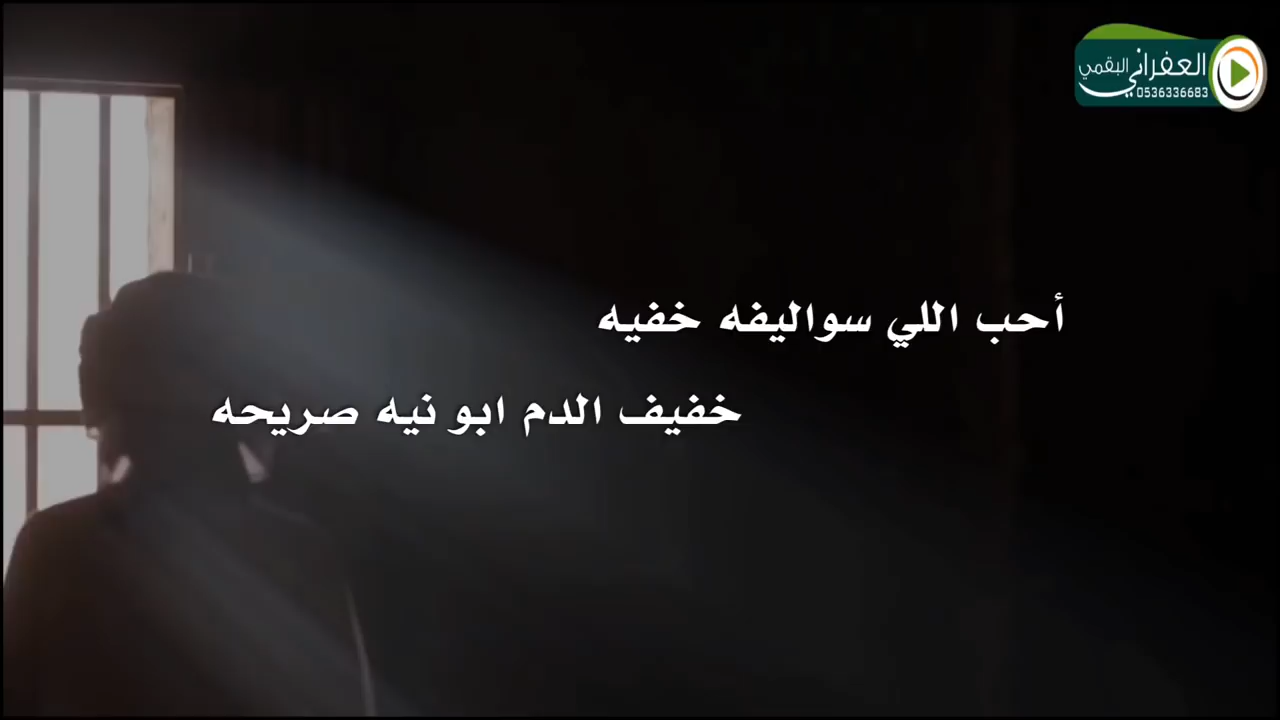 العفراني البقمي
0536336683
أحب اللي سواليفه خفيه
خفيف الدم ابو نيه صريحه